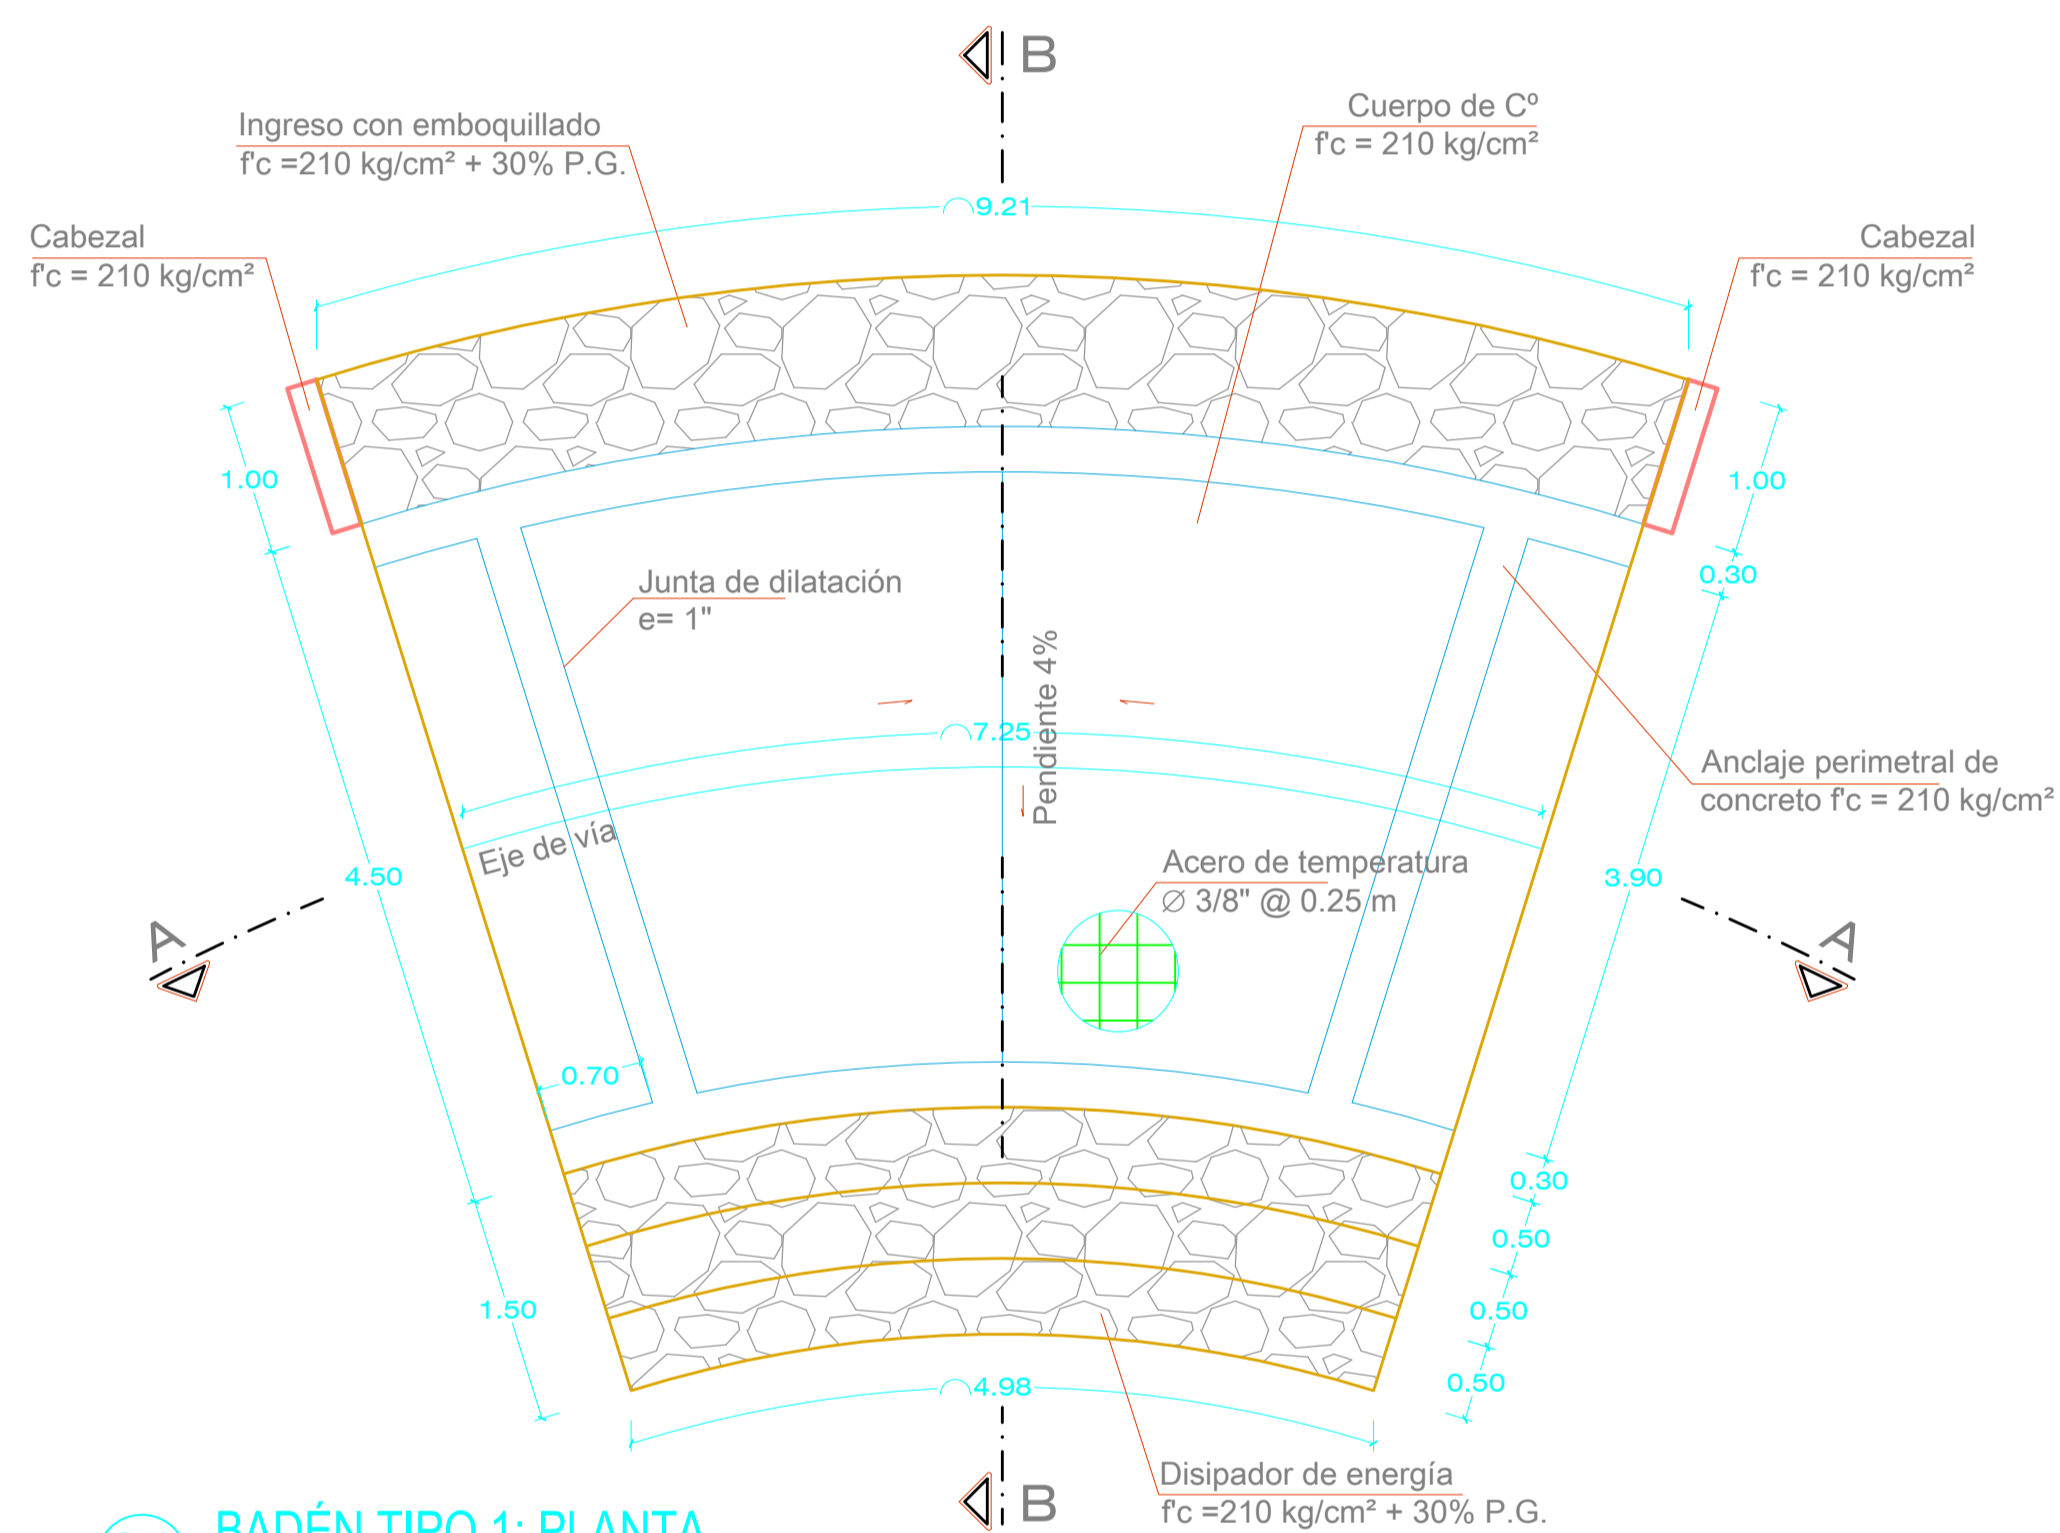 B
Ingreso con emboquillado
f'c =210 kg/cm² + 30% P.G.
Cuerpo de Cº
f'c = 210 kg/cm²
9.21
Cabezal
f'c = 210 kg/cm²
Cabezal
f'c = 210 kg/cm²
1.00
1.00
0.30
Junta de dilatación
e= 1"
Pendiente 4%
7.25
Anclaje perimetral de
concreto f'c = 210 kg/cm²
Eje de vía
Acero de temperatura
Ø 3/8" @ 0.25 m
4.50
3.90
A
A
0.70
0.30
0.50
0.50
0.50
1.50
4.98
Disipador de energía
f'c =210 kg/cm² + 30% P.G.
B
BADÉN TIPO 1: PLANTA